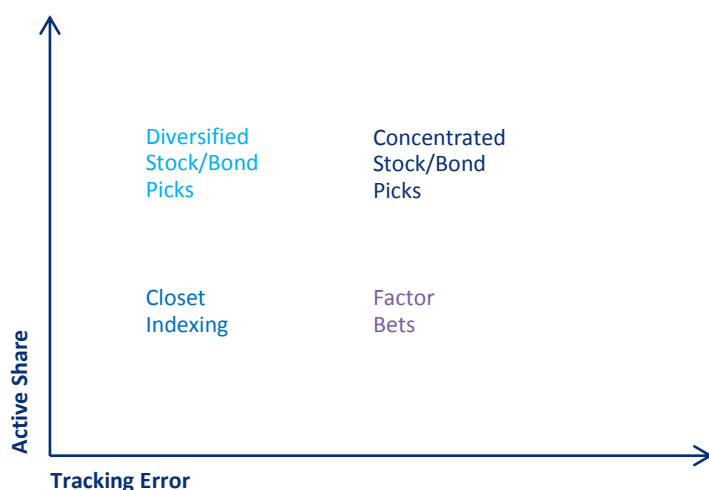 Diversified
Stock/Bond
Picks
Concentrated
Stock/Bond
Picks
Closet
Indexing
Factor
Bets
Active Share
Tracking Error